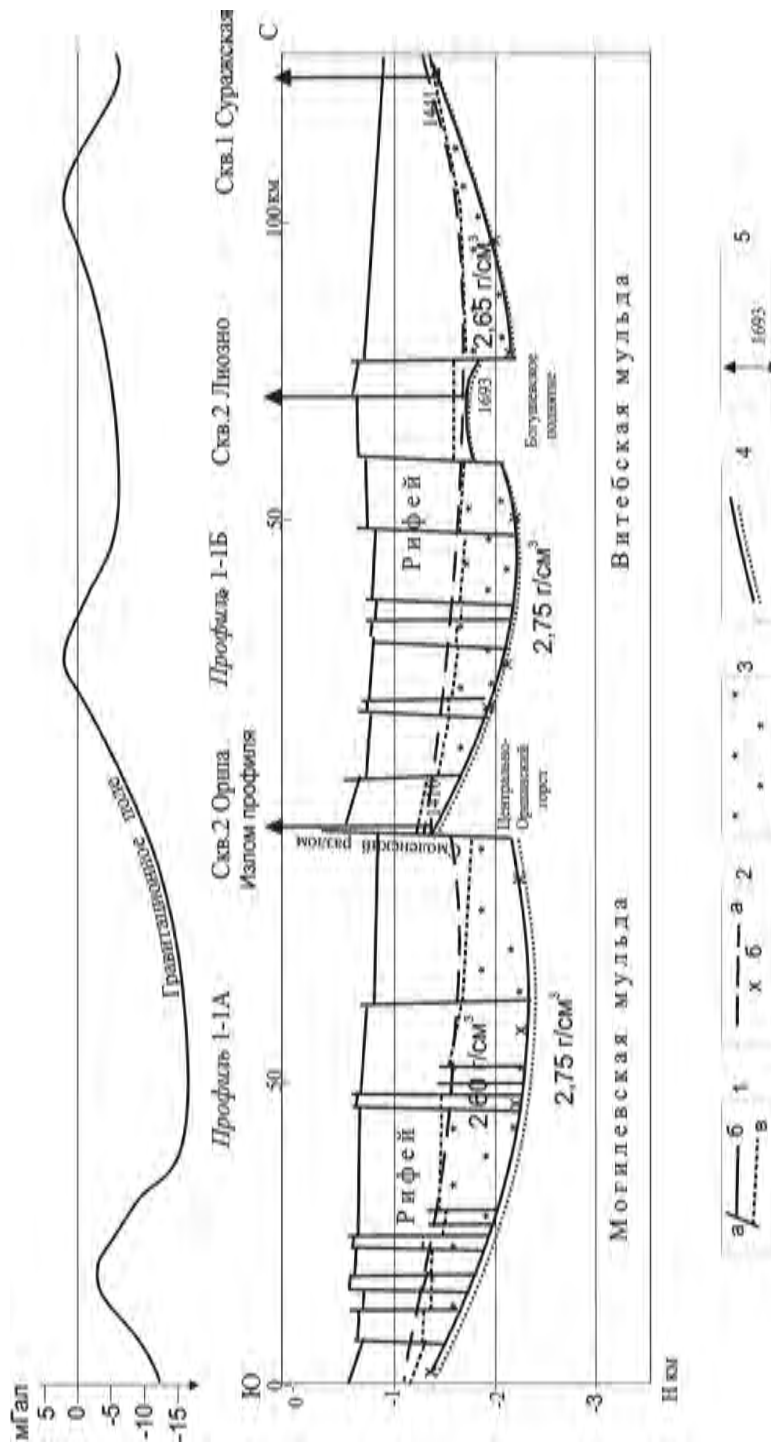 мГал
5
0
-5
-10
-15
Гравитационное поле
Ю
Профиль 1-1А
Скв.2 Орша
Излом профиля
Профиль 1-1Б
Скв.2 Лиозно
Скв.1 Суражская
С
50
50
100 км
0
-1
-2
-3
Н км
Рифей
2,60 г/см³
2,75 г/см³
Смоленский разлом
Центрально-
Оршанский
горст
Рифей
2,75 г/см³
1693
Богушевское
поднятие
2,65 г/см³
1441
Могилевская мульда
Витебская мульда
а б
в
1
а
х б
2
3
4
1693
5